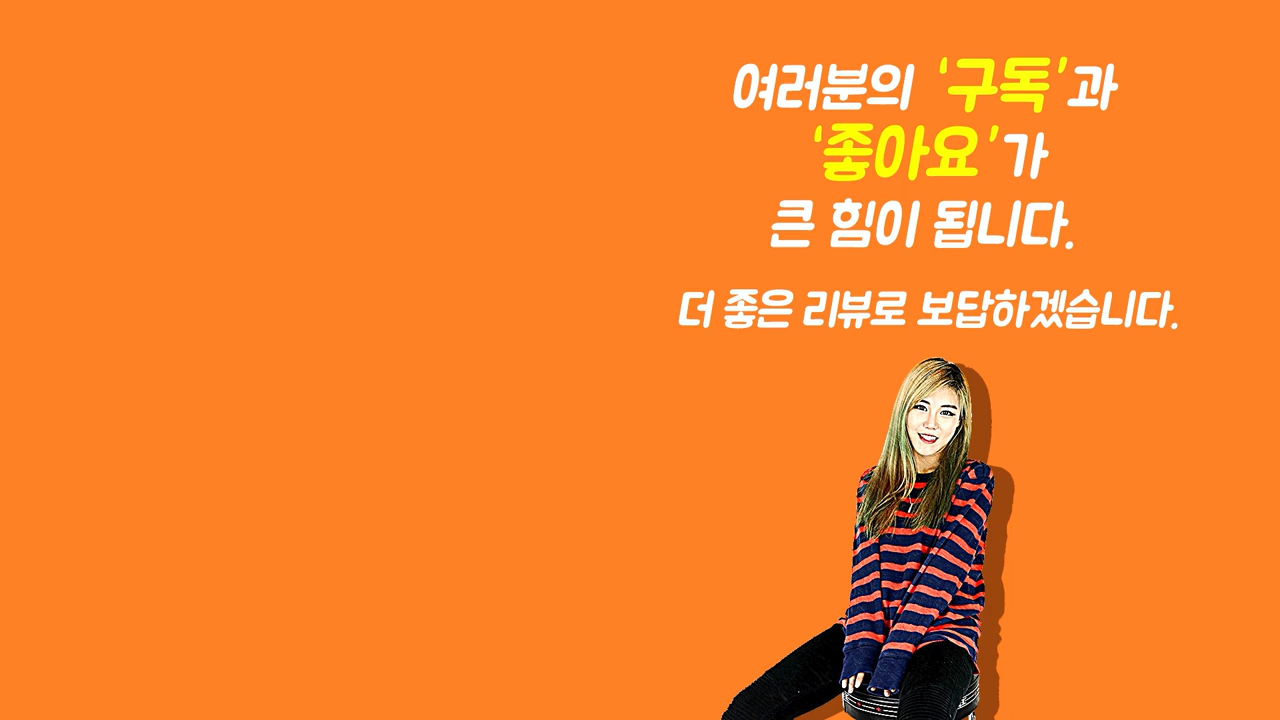 여러분의 '구독'과
'좋아요'가
큰 힘이 됩니다.
더 좋은 리뷰로 보답하겠습니다.